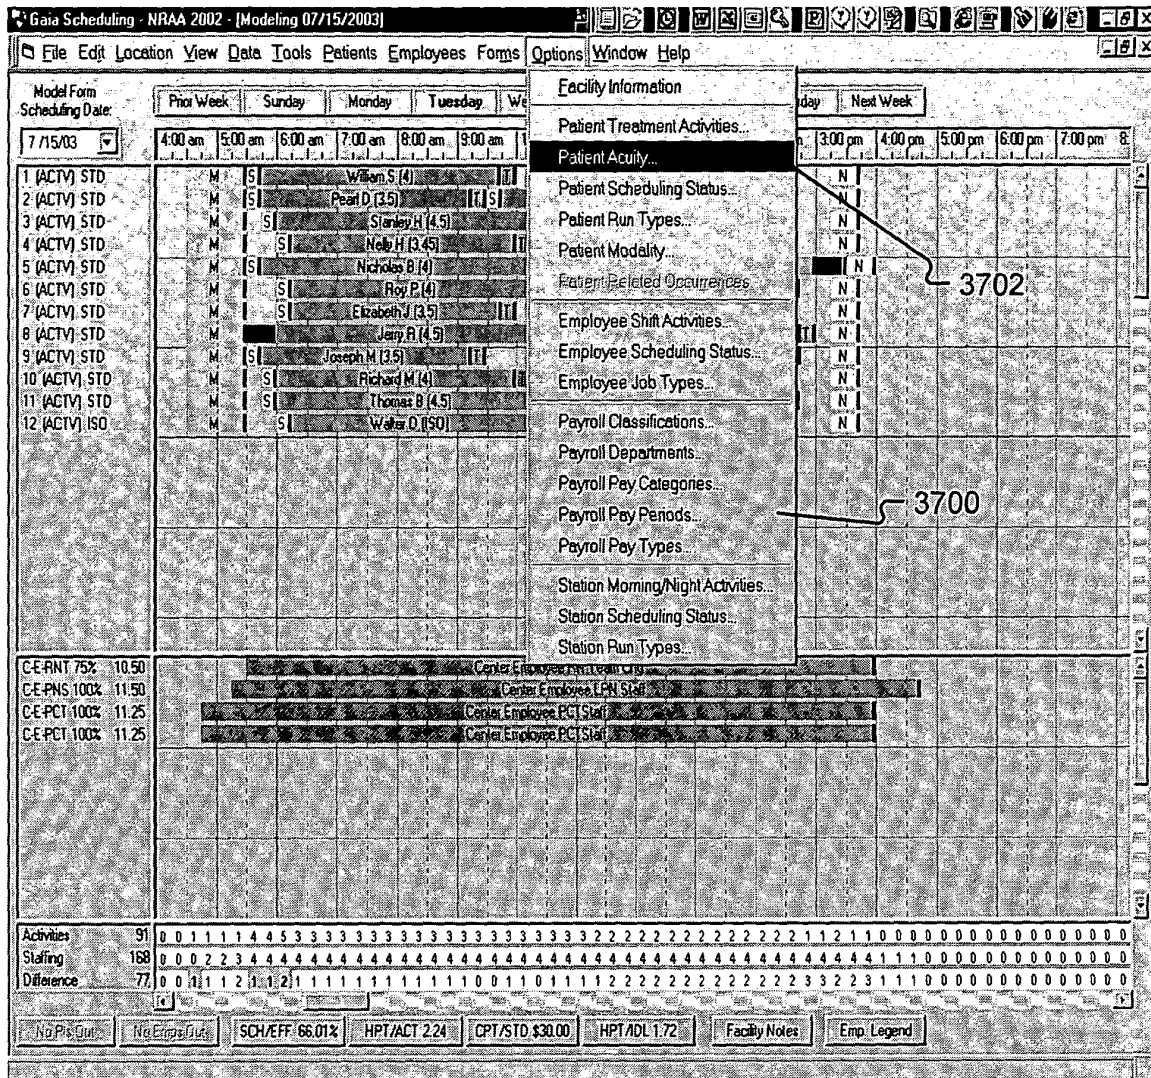 Gaia Scheduling - NRAA 2002 - [Modeling 07/15/2003]
File Edit Location View Data Tools Patients Employees Forms Options Window Help
Model Form
Scheduling Date:
Prior Week Sunday Monday Tuesday We day Next Week
7/15/03 4:00 am 5:00 am 6:00 am 7:00 am 8:00 am 9:00 am 3:00 pm 4:00 pm 5:00 pm 6:00 pm 7:00 pm 8:
Facility Information
Patient Treatment Activities...
Patient Acuity...
Patient Scheduling Status...
Patient Run Types...
Patient Modality...
Patient Related Occurrences
Employee Shift Activities...
Employee Scheduling Status...
Employee Job Types...
Payroll Classifications...
Payroll Departments...
Payroll Pay Categories...
Payroll Pay Periods...
Payroll Pay Types...
Station Morning/Night Activities...
Station Scheduling Status...
Station Run Types...
3702
3700
1 (ACTV) STD M S William S (4) T N
2 (ACTV) STD M S Pearl D (3.5) T S N
3 (ACTV) STD M S Stanley H (4.5) N
4 (ACTV) STD M S Nelly H (3.45) N
5 (ACTV) STD M S Nicholas B (4) N
6 (ACTV) STD M S Roy P (4) N
7 (ACTV) STD M S Elizabeth J (3.5) T N
8 (ACTV) STD M Jerry R (4.5) T N
9 (ACTV) STD M S Joseph M (3.5) T N
10 (ACTV) STD M S Richard M (4) N
11 (ACTV) STD M S Thomas B (4.5) N
12 (ACTV) ISO M S Walter D (ISO) N
C-E-RNT 75% 10.50 Center Employee RN Team Chg
C-E-PNS 100% 11.50 Center Employee LPN Staff
C-E-PCT 100% 11.25 Center Employee PCT Staff
C-E-PCT 100% 11.25 Center Employee PCT Staff
Activities 91
Staffing 168
Difference 77
No Pts Out No Emps Out SCH/EFF 66.01% HPT/ACT 2.24 CPT/STD $30.00 HPT/IDL 1.72 Facility Notes Emp. Legend